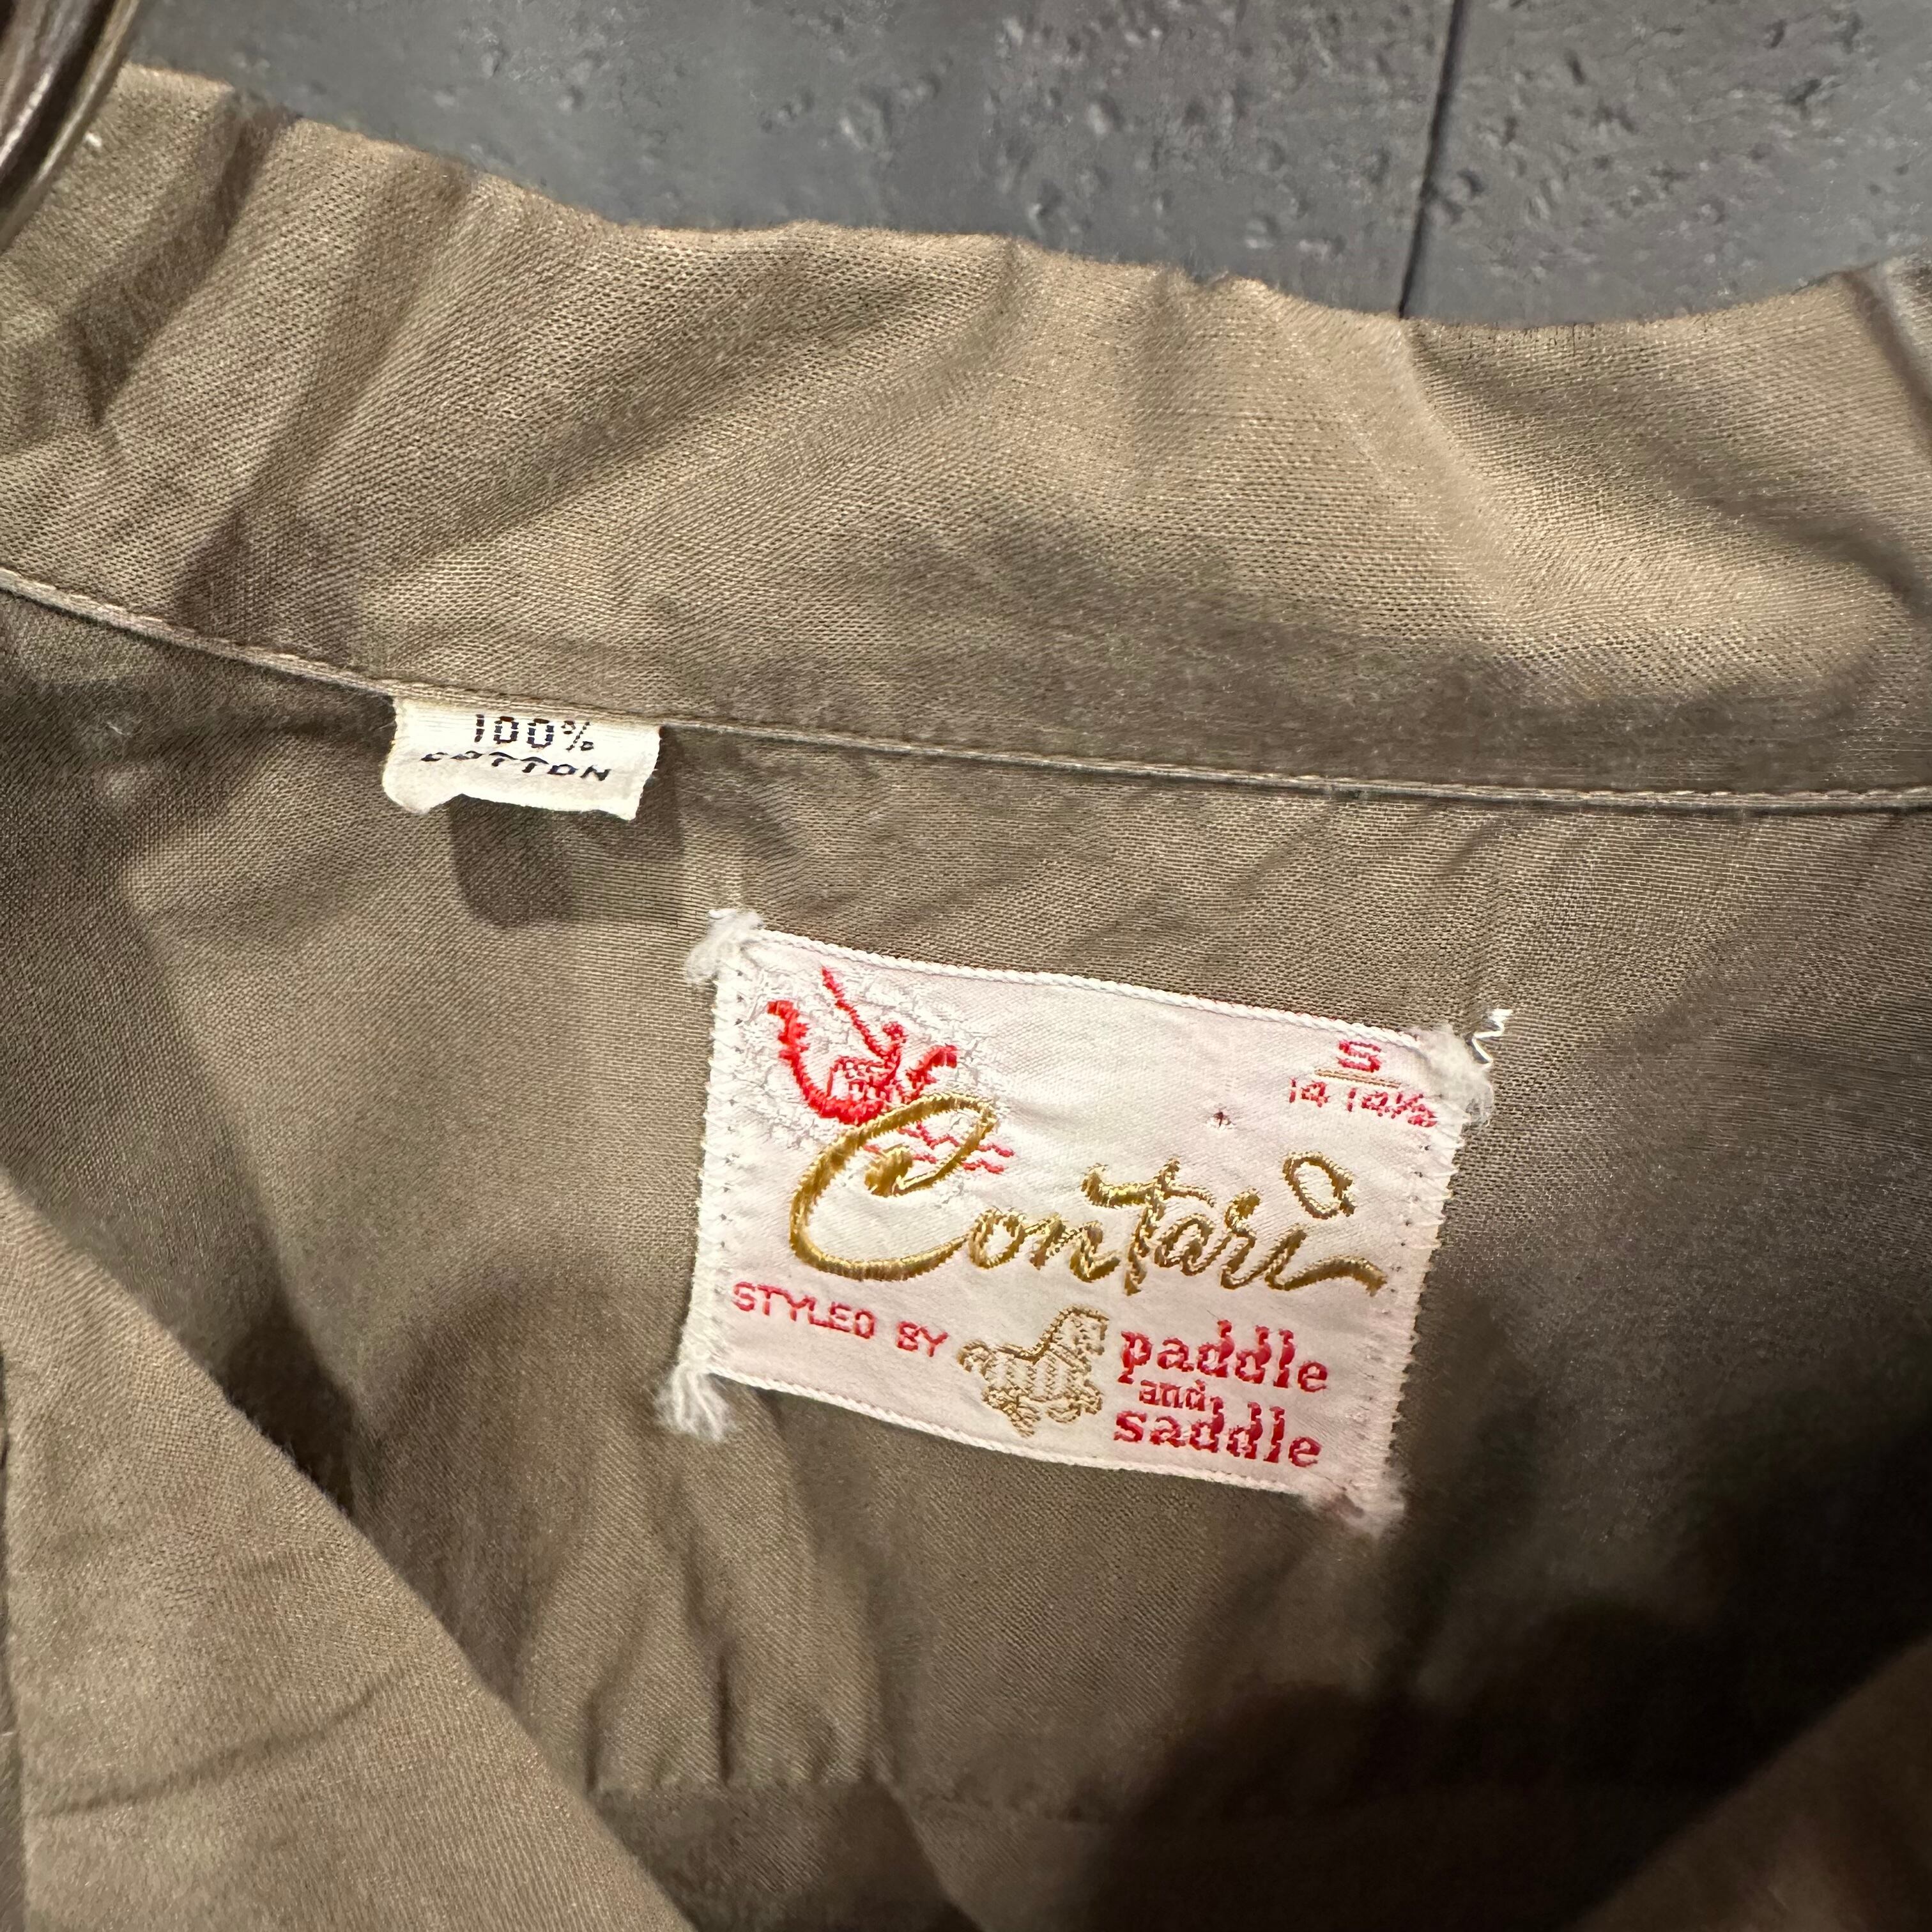 100%
COTTON
S
14 14½
Contari
STYLED BY
paddle
and
saddle